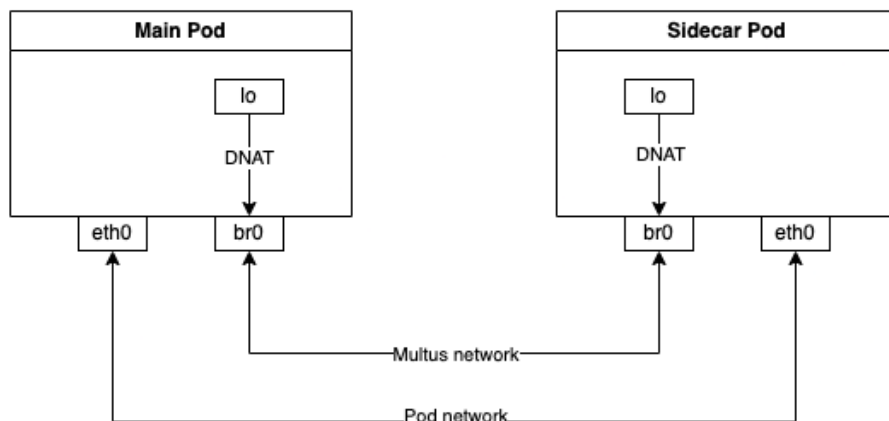 Main Pod
Sidecar Pod
lo
lo
DNAT
DNAT
eth0
br0
br0
eth0
Multus network
Pod network